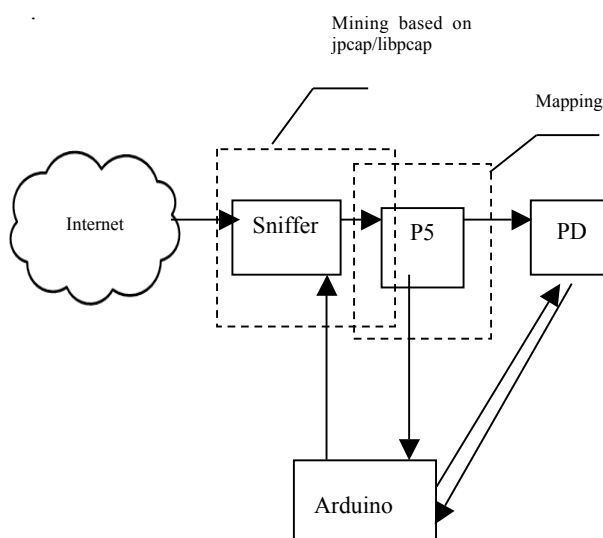 Mining based on
jpcap/libpcap
Mapping
Internet
Sniffer
P5
PD
Arduino